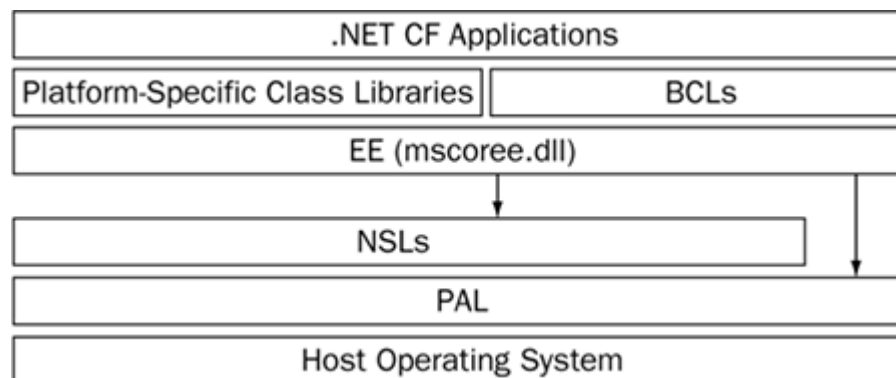 .NET CF Applications
Platform-Specific Class Libraries
BCLs
EE (mscoree.dll)
NSLs
PAL
Host Operating System